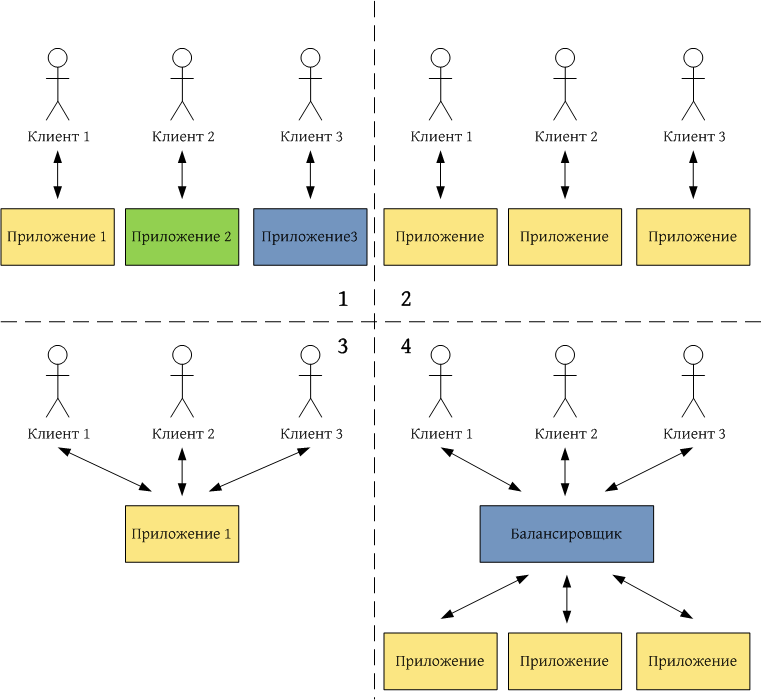 Клиент 1
Клиент 2
Клиент 3
Приложение 1
Приложение 2
Приложение3
1
Клиент 1
Клиент 2
Клиент 3
Приложение
Приложение
Приложение
2
3
Клиент 1
Клиент 2
Клиент 3
Приложение 1
4
Клиент 1
Клиент 2
Клиент 3
Балансировщик
Приложение
Приложение
Приложение